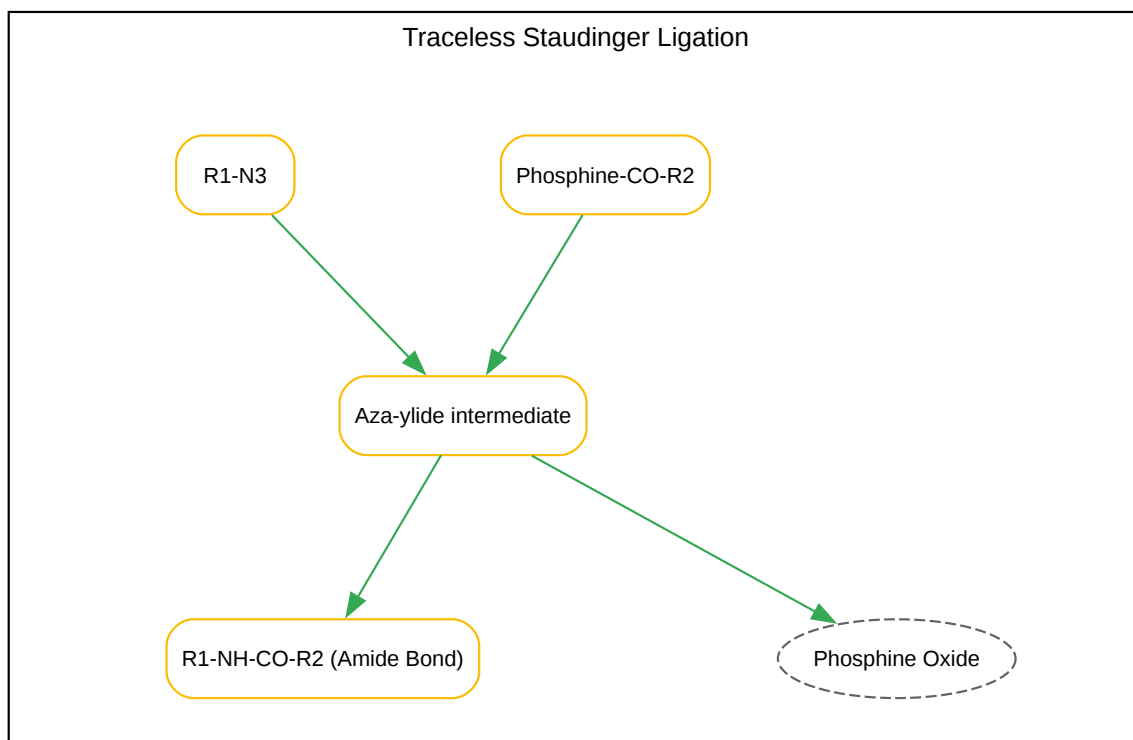 Traceless Staudinger Ligation
R1-N3
Phosphine-CO-R2
Aza-ylide intermediate
R1-NH-CO-R2 (Amide Bond)
Phosphine Oxide